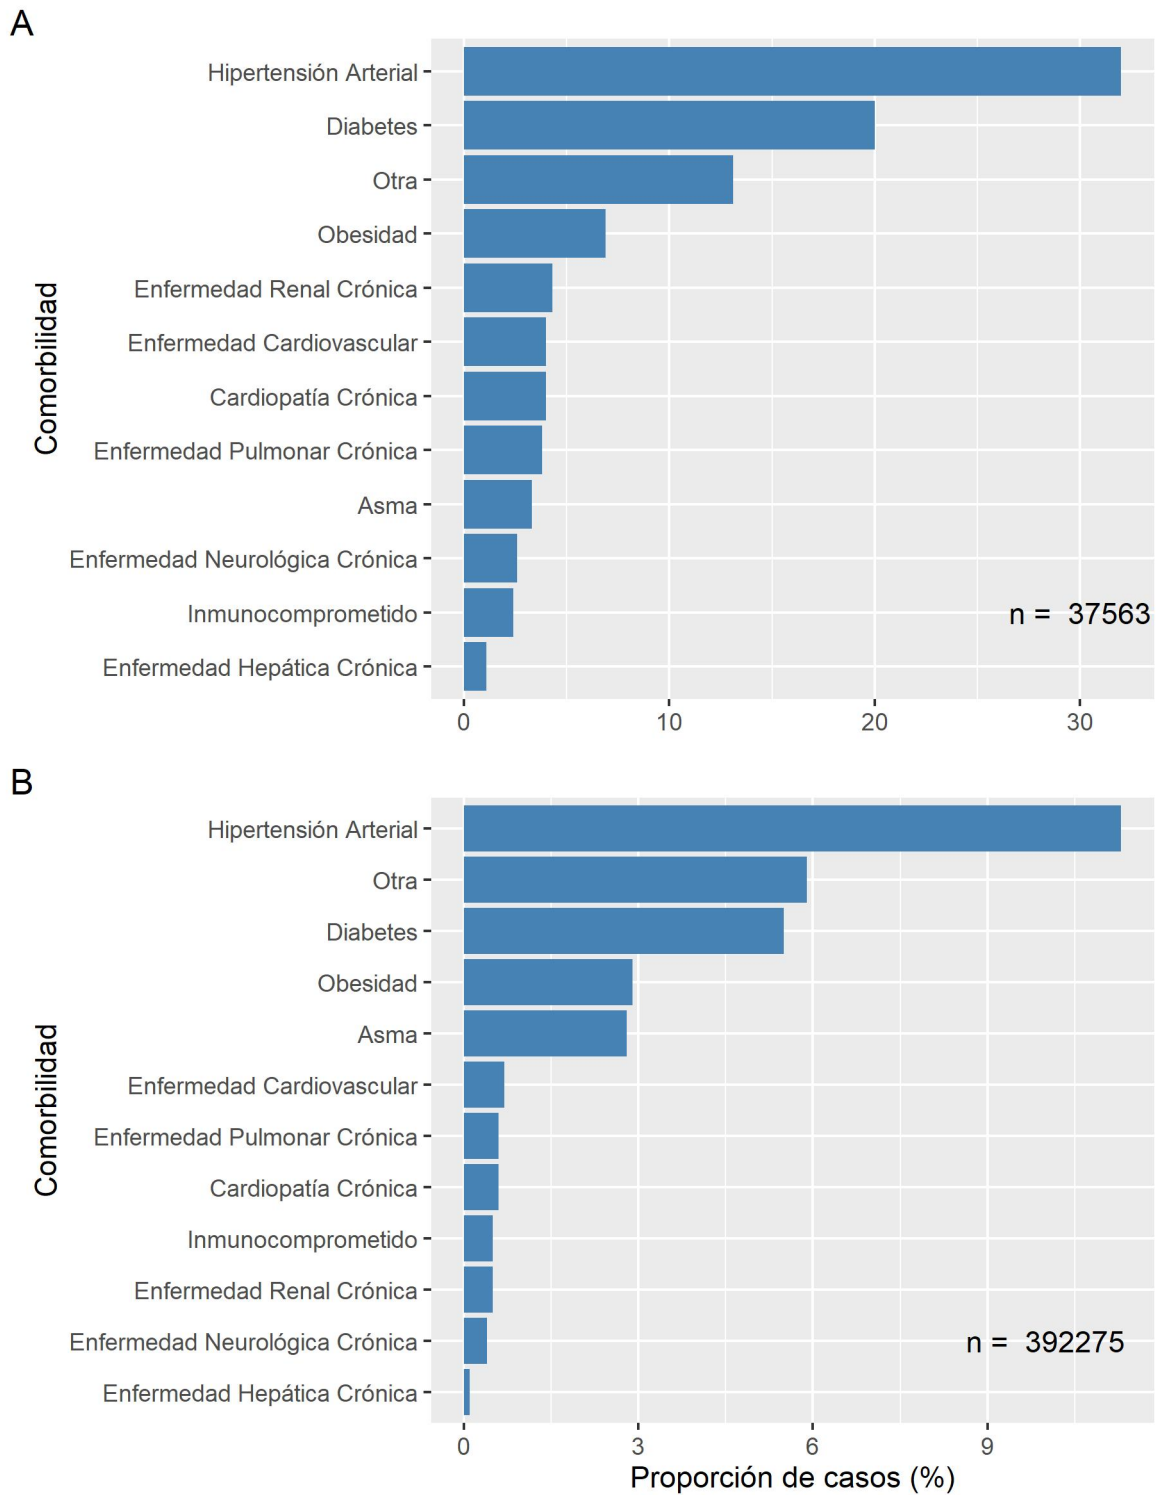 A
Hipertensión Arterial
Diabetes
Otra
Obesidad
Enfermedad Renal Crónica
Enfermedad Cardiovascular
Cardiopatía Crónica
Enfermedad Pulmonar Crónica
Asma
Enfermedad Neurológica Crónica
Inmunocomprometido
Enfermedad Hepática Crónica
Comorbilidad
n =  37563
0 10 20 30
B
Hipertensión Arterial
Otra
Diabetes
Obesidad
Asma
Enfermedad Cardiovascular
Enfermedad Pulmonar Crónica
Cardiopatía Crónica
Inmunocomprometido
Enfermedad Renal Crónica
Enfermedad Neurológica Crónica
Enfermedad Hepática Crónica
Comorbilidad
n =  392275
0 3 6 9
Proporción de casos (%)